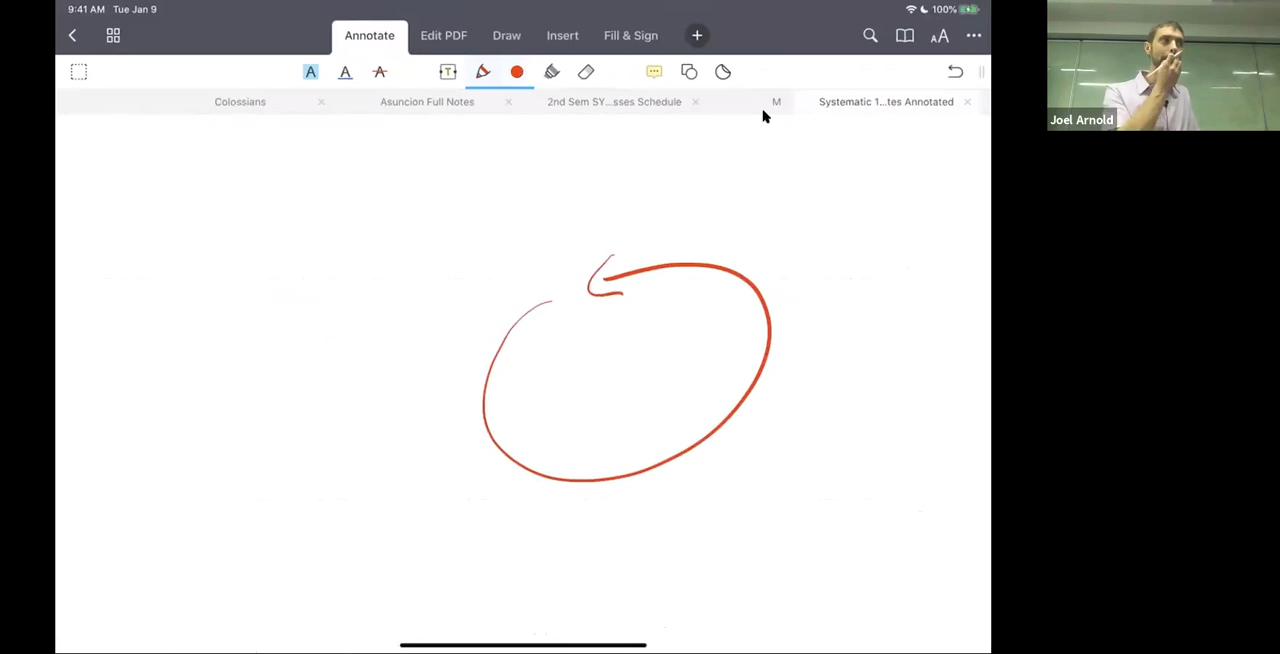 9:41 AM Tue Jan 9 100%
Annotate Edit PDF Draw Insert Fill & Sign + AA
A A A T
Colossians × Asuncion Full Notes × 2nd Sem SY...sses Schedule × M Systematic 1...tes Annotated ×
Joel Arnold